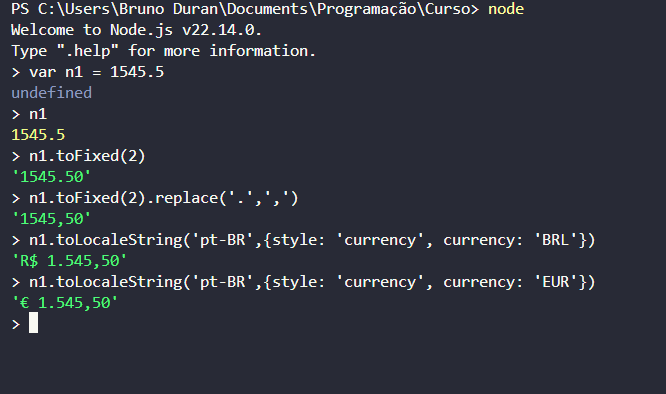 PS C:\Users\Bruno Duran\Documents\Programação\Curso> node
Welcome to Node.js v22.14.0.
Type ".help" for more information.
> var n1 = 1545.5
undefined
> n1
1545.5
> n1.toFixed(2)
'1545.50'
> n1.toFixed(2).replace('.',',')
'1545,50'
> n1.toLocaleString('pt-BR',{style: 'currency', currency: 'BRL'})
'R$ 1.545,50'
> n1.toLocaleString('pt-BR',{style: 'currency', currency: 'EUR'})
'€ 1.545,50'
>